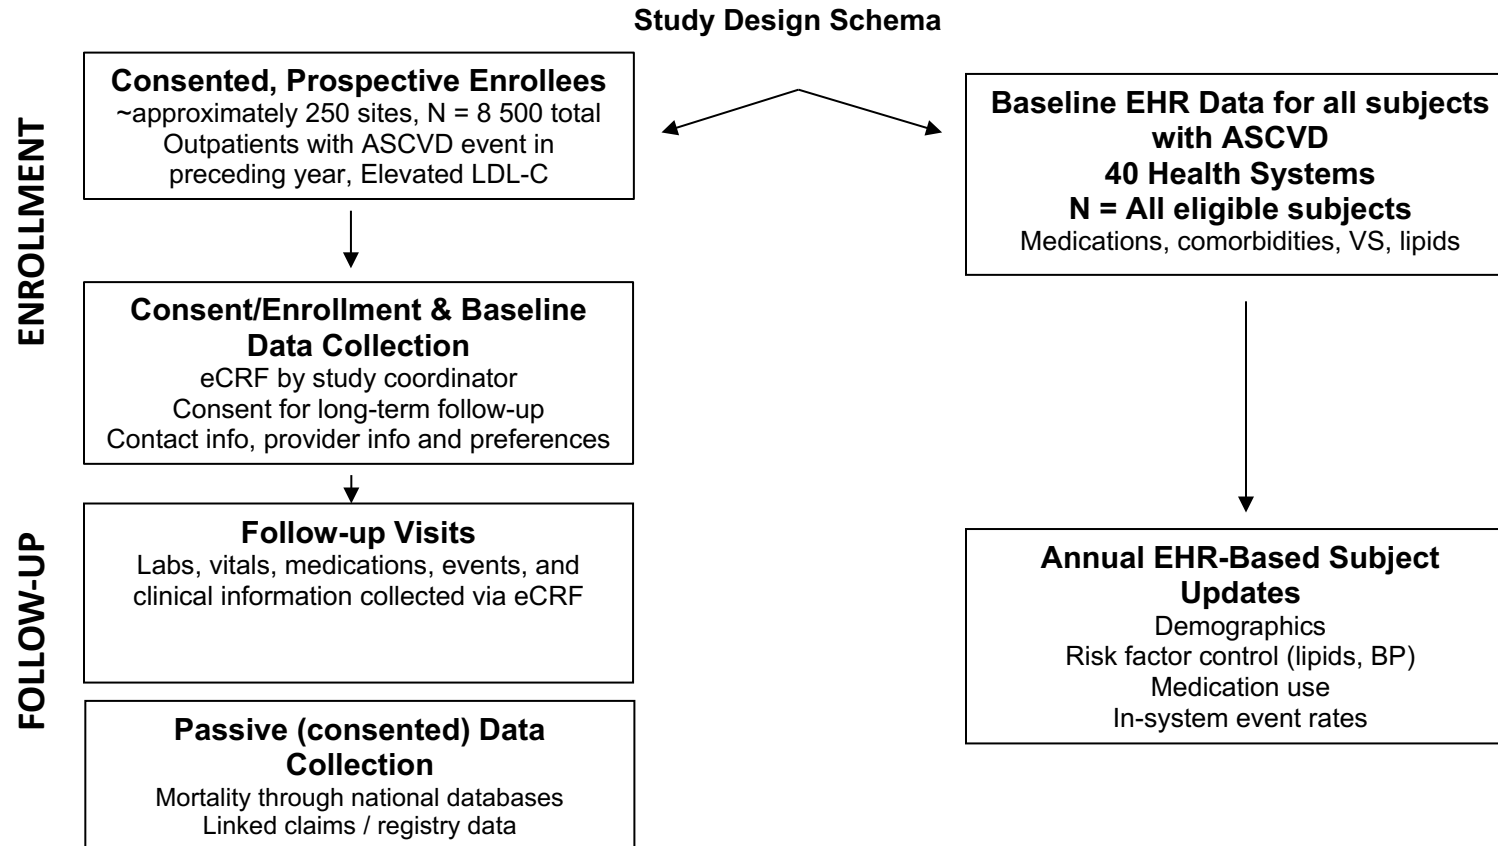 Study Design Schema
ENROLLMENT
Consented, Prospective Enrollees
~approximately 250 sites, N = 8 500 total
Outpatients with ASCVD event in
preceding year, Elevated LDL-C
Consent/Enrollment & Baseline
Data Collection
eCRF by study coordinator
Consent for long-term follow-up
Contact info, provider info and preferences
FOLLOW-UP
Follow-up Visits
Labs, vitals, medications, events, and
clinical information collected via eCRF
Passive (consented) Data
Collection
Mortality through national databases
Linked claims / registry data
Baseline EHR Data for all subjects
with ASCVD
40 Health Systems
N = All eligible subjects
Medications, comorbidities, VS, lipids
Annual EHR-Based Subject
Updates
Demographics
Risk factor control (lipids, BP)
Medication use
In-system event rates